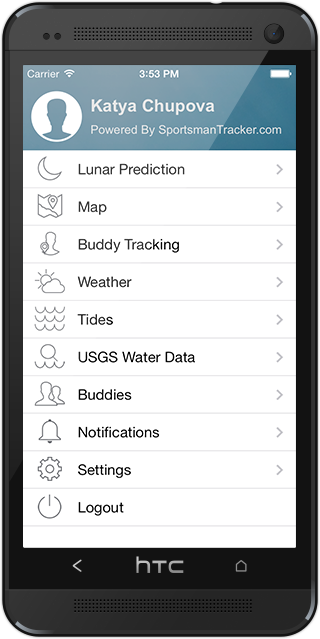 Carrier 3:53 PM
Katya Chupova
Powered By SportsmanTracker.com
Lunar Prediction
Map
Buddy Tracking
Weather
Tides
USGS Water Data
Buddies
Notifications
Settings
Logout
hTC